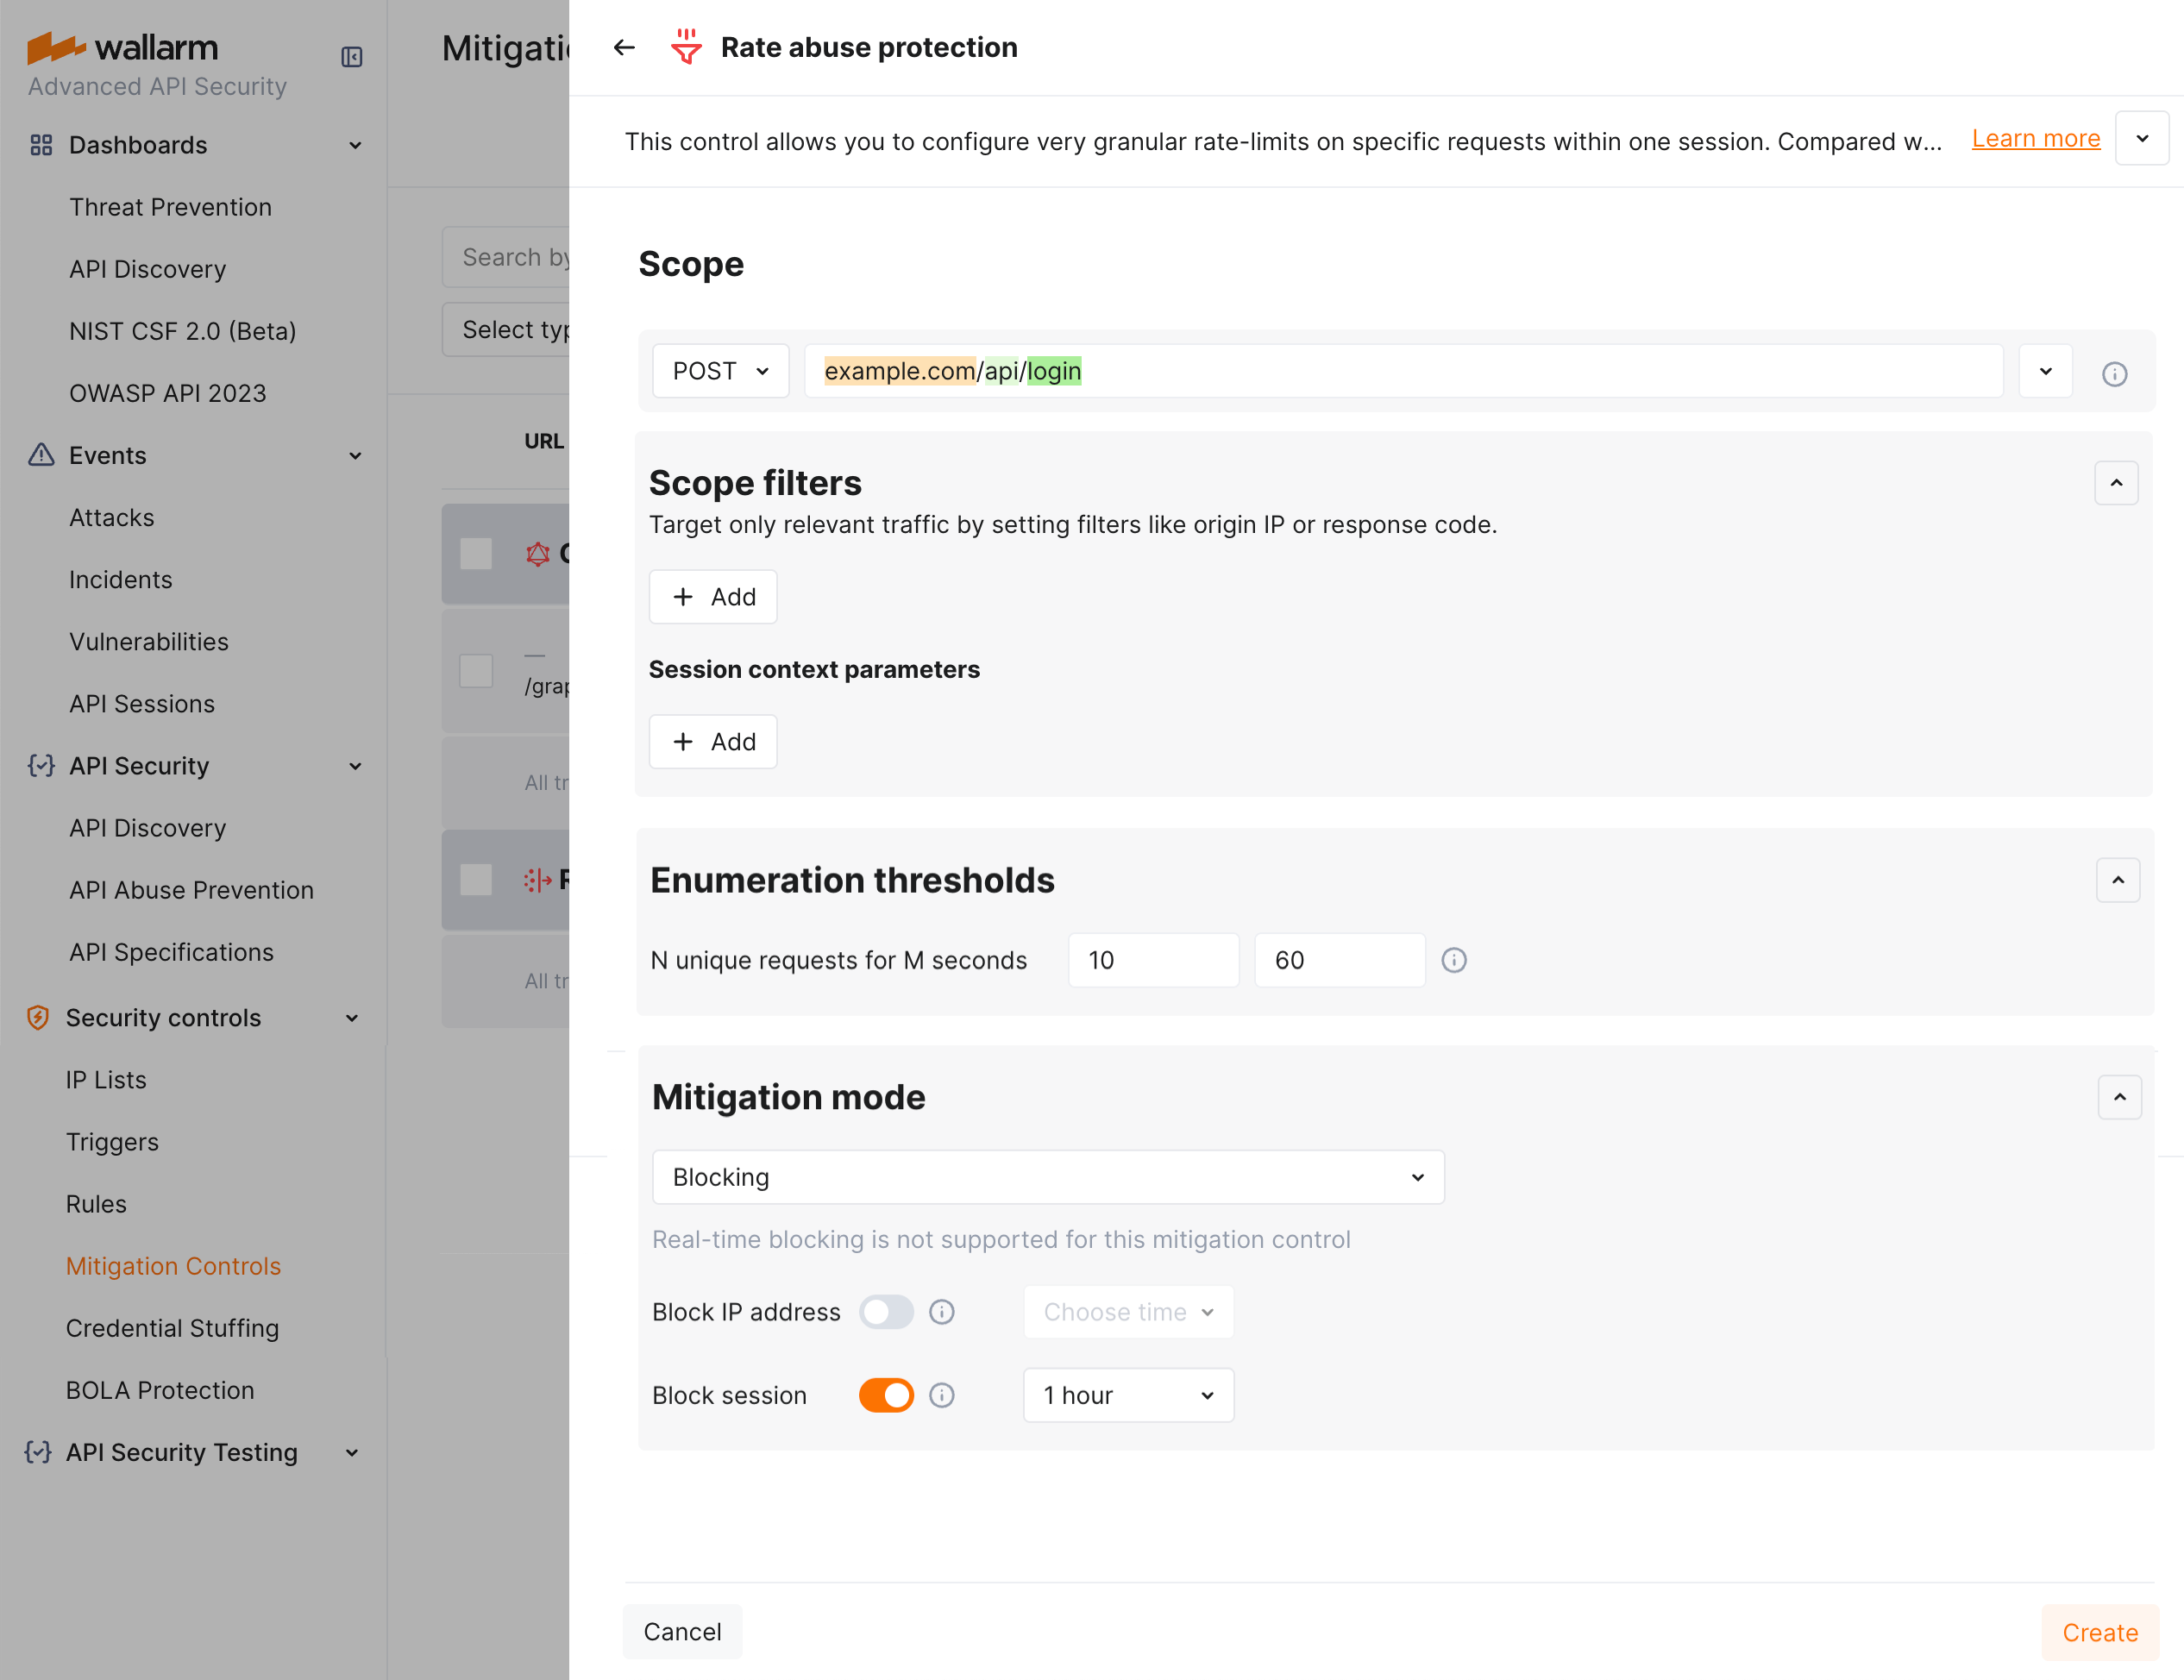 wallarm
Advanced API Security
Dashboards
Threat Prevention
API Discovery
NIST CSF 2.0 (Beta)
OWASP API 2023
Events
Attacks
Incidents
Vulnerabilities
API Sessions
API Security
API Discovery
API Abuse Prevention
API Specifications
Security controls
IP Lists
Triggers
Rules
Mitigation Controls
Credential Stuffing
BOLA Protection
API Security Testing
Mitigatio
Search by
Select typ
URL
/grap
All tr
All tr
Rate abuse protection
This control allows you to configure very granular rate-limits on specific requests within one session. Compared w... Learn more
Scope
POST example.com/api/login
Scope filters
Target only relevant traffic by setting filters like origin IP or response code.
+ Add
Session context parameters
+ Add
Enumeration thresholds
N unique requests for M seconds 10 60
Mitigation mode
Blocking
Real-time blocking is not supported for this mitigation control
Block IP address Choose time
Block session 1 hour
Cancel Create